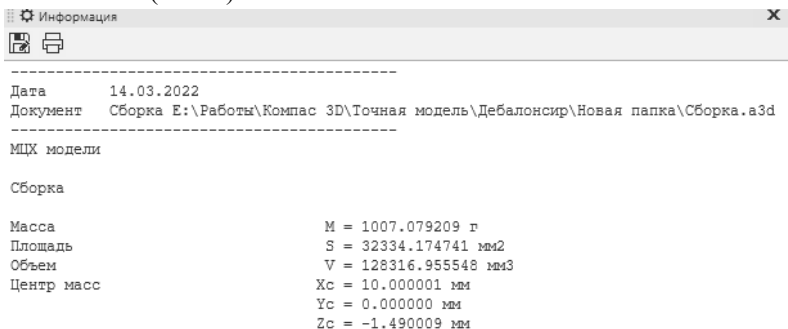 Информация
-------------------------------------------
Дата 14.03.2022
Документ Сборка E:\Работы\Компас 3D\Точная модель\Дебалонсир\Новая папка\Сборка.a3d
-------------------------------------------
МЦХ модели
Сборка
Масса M = 1007.079209 г
Площадь S = 32334.174741 мм2
Объем V = 128316.955548 мм3
Центр масс Xc = 10.000001 мм
Yc = 0.000000 мм
Zc = -1.490009 мм